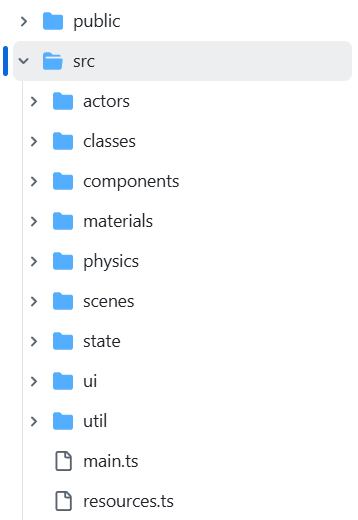 public
src
actors
classes
components
materials
physics
scenes
state
ui
util
main.ts
resources.ts